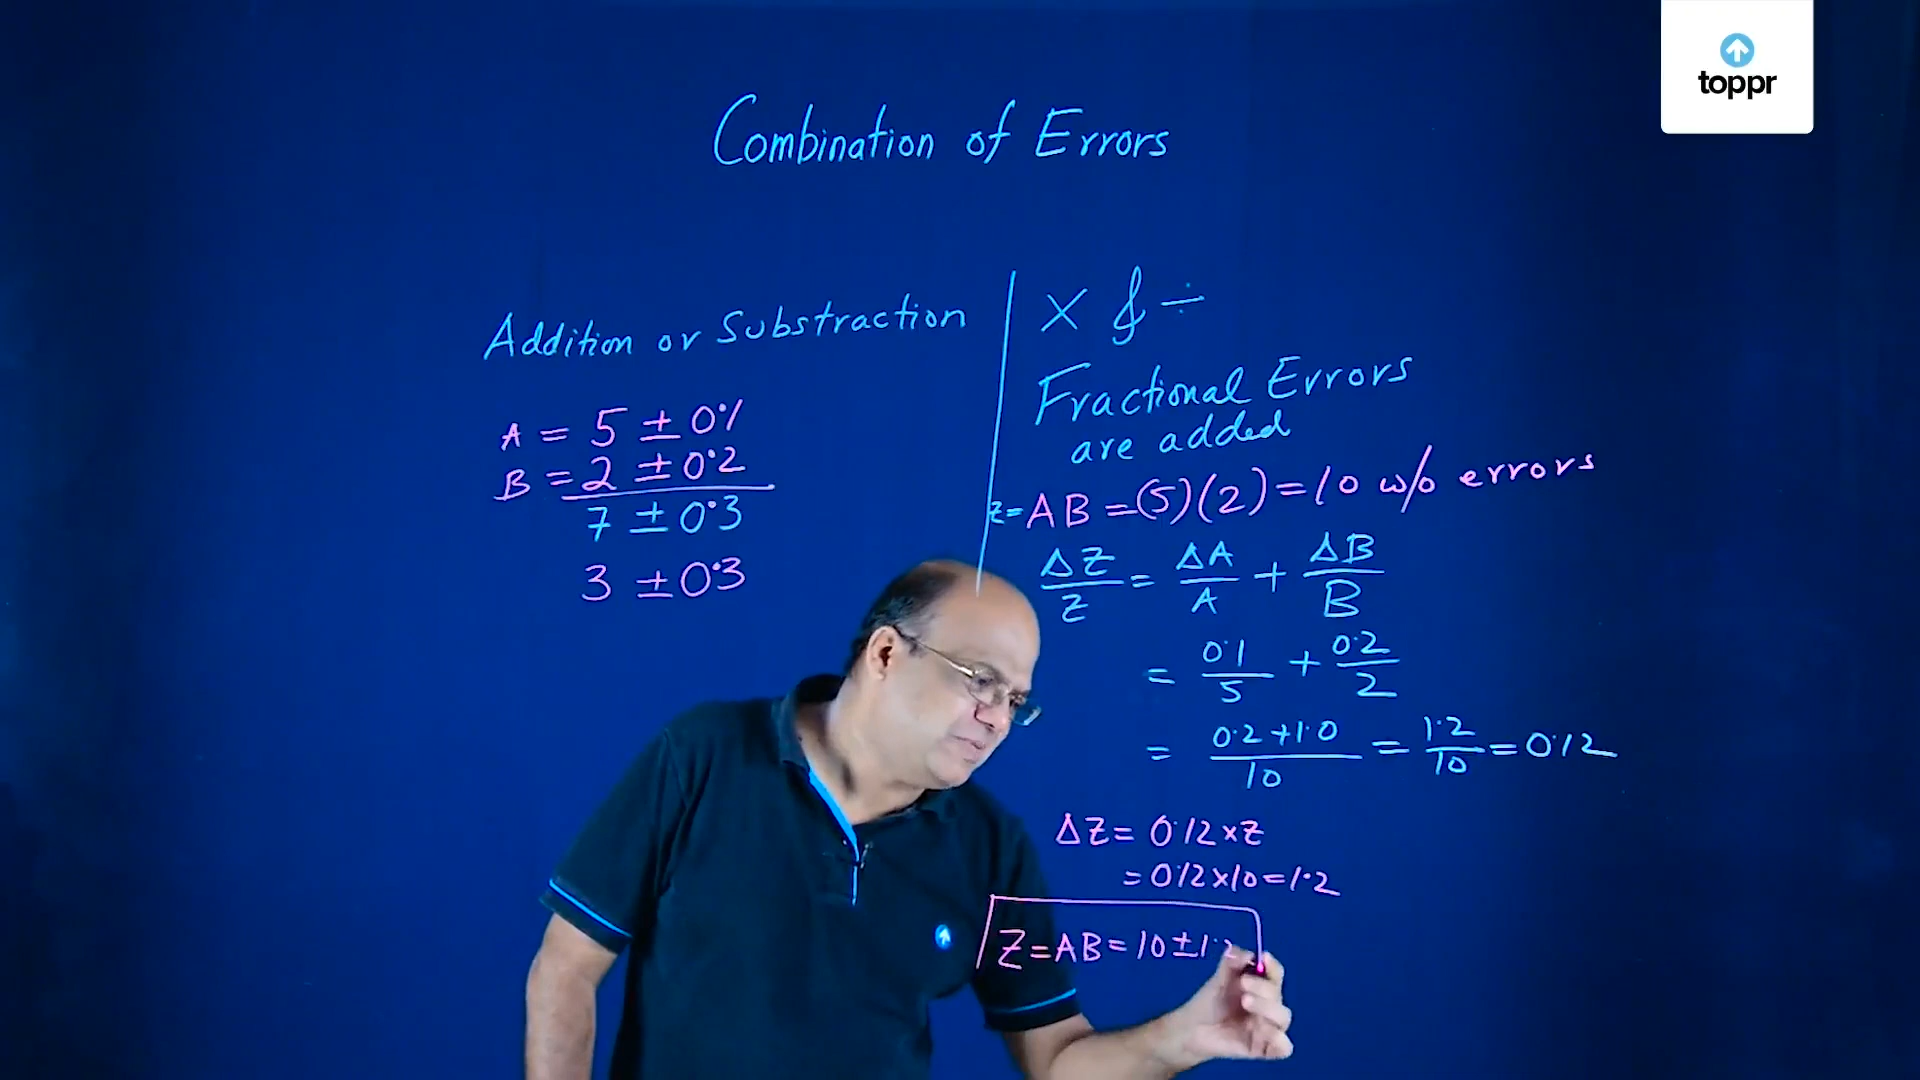 toppr
Combination of Errors
Addition or Substraction
A = 5 ± 0.1
B = 2 ± 0.2
7 ± 0.3
3 ± 0.3
× & ÷
Fractional Errors
are added
Z = AB = (5)(2) = 10 w/o errors
ΔZ/Z = ΔA/A + ΔB/B
= 0.1/5 + 0.2/2
= 0.2+1.0/10 = 1.2/10 = 0.12
ΔZ = 0.12 × Z
= 0.12 × 10 = 1.2
Z = AB = 10 ± 1.2